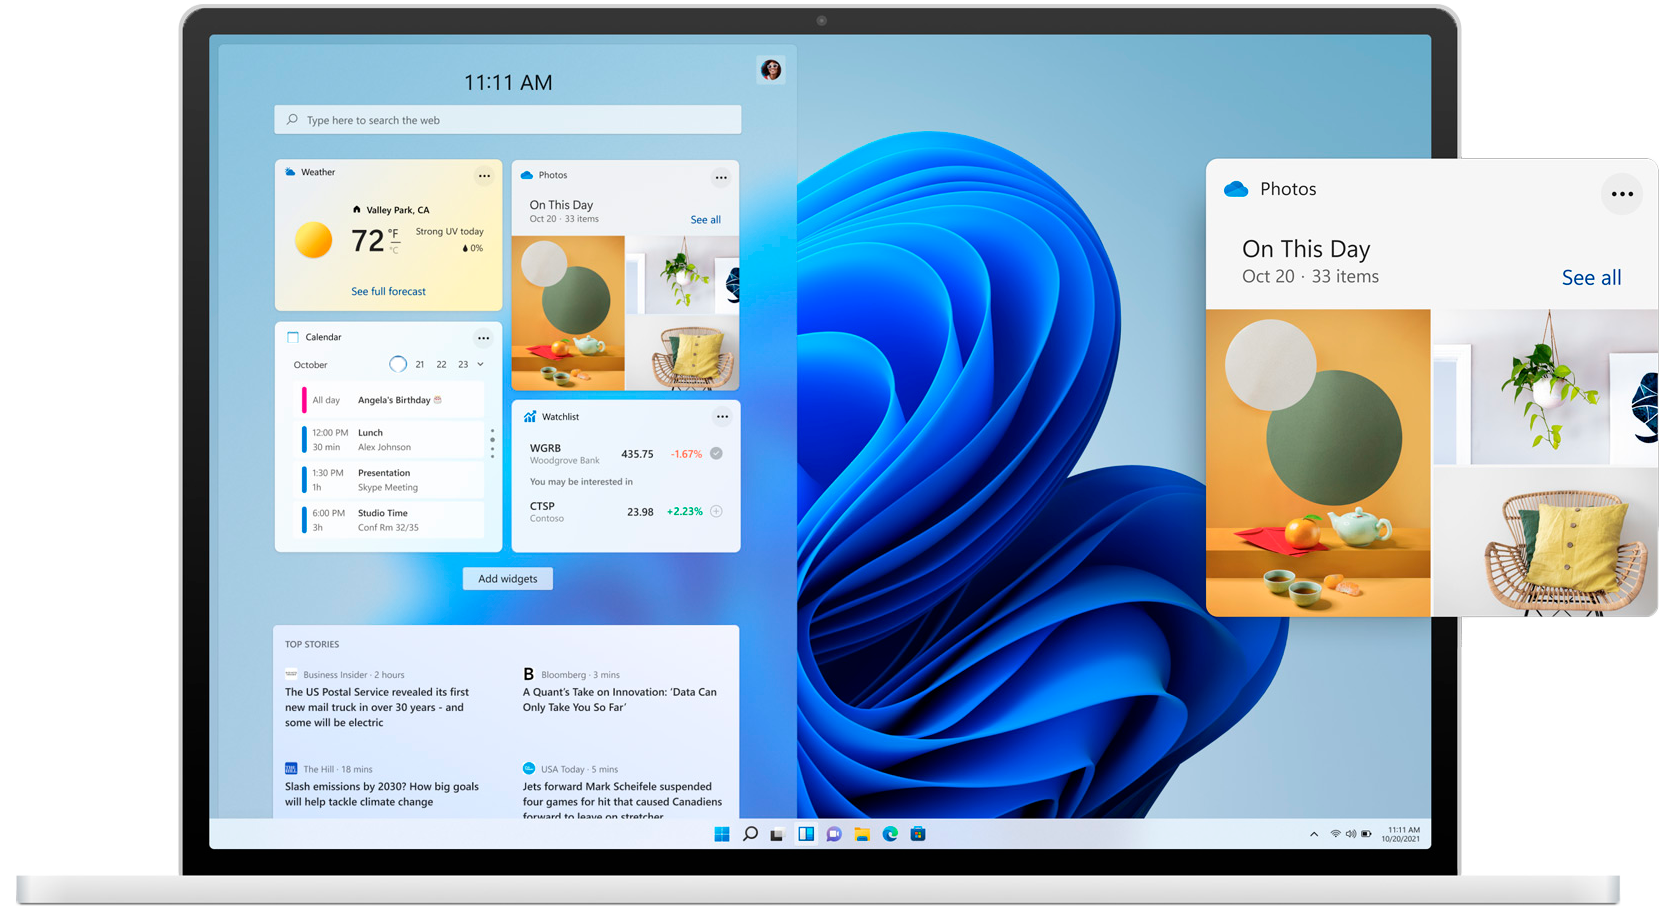 11:11 AM
Type here to search the web
Weather
Valley Park, CA
72 °F
°C
Strong UV today
0%
See full forecast
Photos
On This Day
Oct 20 · 33 items
See all
Calendar
October
21 22 23
All day Angela's Birthday
12:00 PM Lunch
30 min Alex Johnson
1:30 PM Presentation
1h Skype Meeting
6:00 PM Studio Time
3h Conf Rm 32/35
Watchlist
WGRB 435.75 -1.67%
Woodgrove Bank
You may be interested in
CTSP 23.98 +2.23%
Contoso
Add widgets
TOP STORIES
Business Insider · 2 hours
The US Postal Service revealed its first
new mail truck in over 30 years - and
some will be electric
B Bloomberg · 3 mins
A Quant's Take on Innovation: 'Data Can
Only Take You So Far'
THE HILL The Hill · 18 mins
Slash emissions by 2030? How big goals
will help tackle climate change
USA Today · 5 mins
Jets forward Mark Scheifele suspended
four games for hit that caused Canadiens
forward to leave on stretcher
11:11 AM
10/20/2021
Photos
On This Day
Oct 20 · 33 items
See all